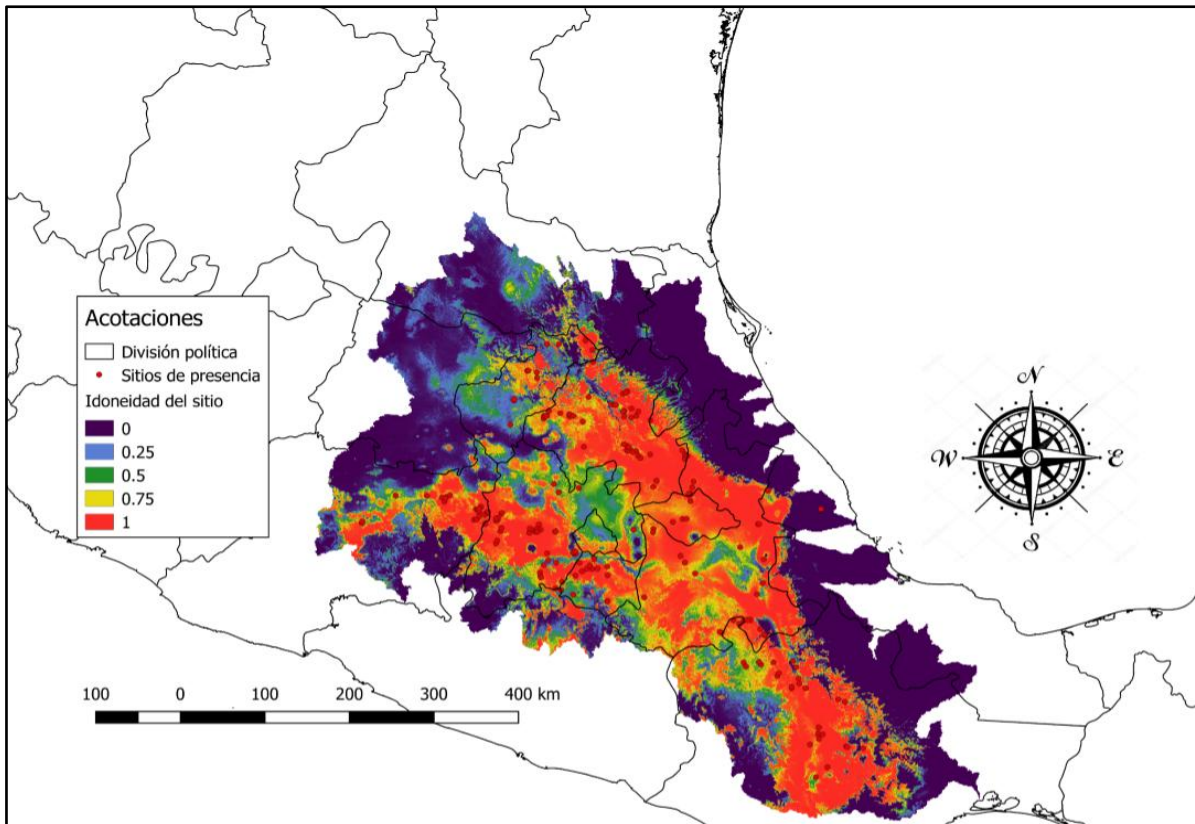 Acotaciones
División política
Sitios de presencia
Idoneidad del sitio
0
0.25
0.5
0.75
1
N
W
E
S
100 0 100 200 300 400 km